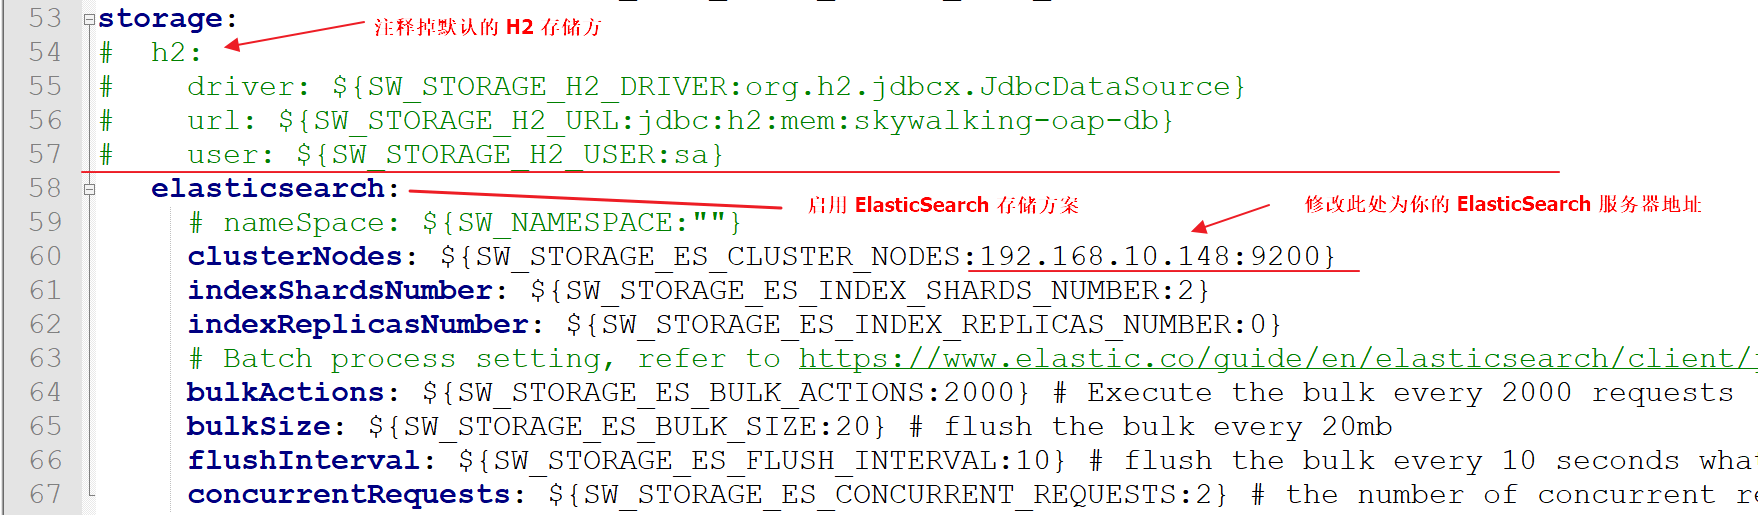 53 storage:
注释掉默认的 H2 存储方
54 #  h2:
55 #    driver: ${SW_STORAGE_H2_DRIVER:org.h2.jdbcx.JdbcDataSource}
56 #    url: ${SW_STORAGE_H2_URL:jdbc:h2:mem:skywalking-oap-db}
57 #    user: ${SW_STORAGE_H2_USER:sa}
58 elasticsearch:
启用 ElasticSearch 存储方案
修改此处为你的 ElasticSearch 服务器地址
59 # nameSpace: ${SW_NAMESPACE:""}
60 clusterNodes: ${SW_STORAGE_ES_CLUSTER_NODES:192.168.10.148:9200}
61 indexShardsNumber: ${SW_STORAGE_ES_INDEX_SHARDS_NUMBER:2}
62 indexReplicasNumber: ${SW_STORAGE_ES_INDEX_REPLICAS_NUMBER:0}
63 # Batch process setting, refer to https://www.elastic.co/guide/en/elasticsearch/client/
64 bulkActions: ${SW_STORAGE_ES_BULK_ACTIONS:2000} # Execute the bulk every 2000 requests
65 bulkSize: ${SW_STORAGE_ES_BULK_SIZE:20} # flush the bulk every 20mb
66 flushInterval: ${SW_STORAGE_ES_FLUSH_INTERVAL:10} # flush the bulk every 10 seconds what
67 concurrentRequests: ${SW_STORAGE_ES_CONCURRENT_REQUESTS:2} # the number of concurrent re